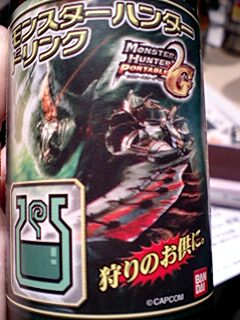 モンスターハンター
ドリンク
MONSTER
HUNTER
PORTABLE
2nd
G
狩りのお供に。
BAN
DAI
©CAPCOM